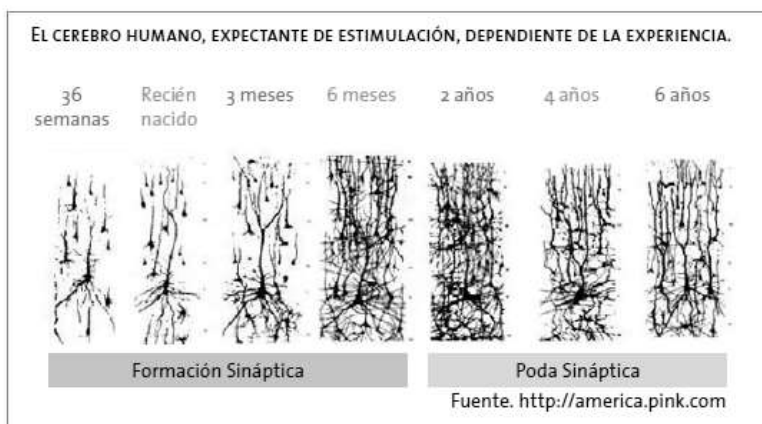 EL CEREBRO HUMANO, EXPECTANTE DE ESTIMULACIÓN, DEPENDIENTE DE LA EXPERIENCIA.
36 semanas
Recién nacido
3 meses
6 meses
2 años
4 años
6 años
Formación Sináptica
Poda Sináptica
Fuente. http://america.pink.com